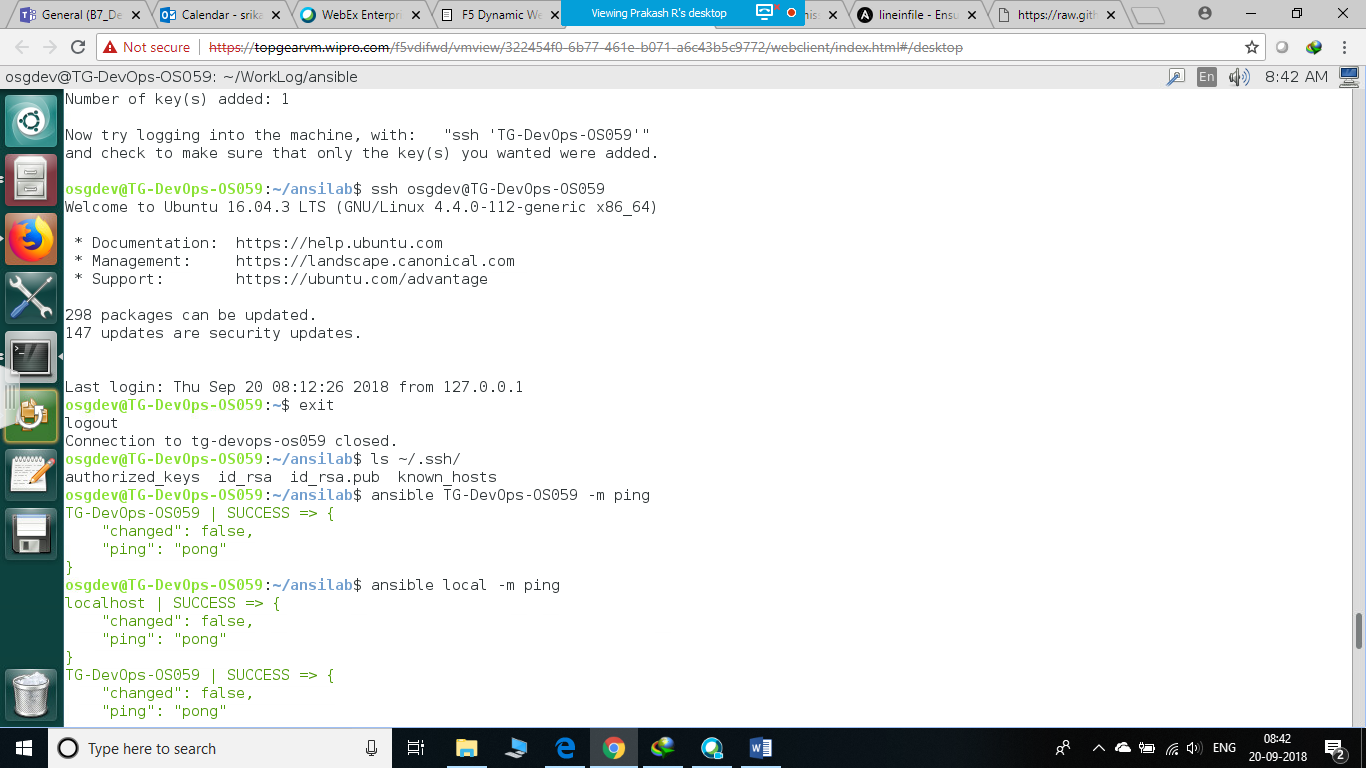 General (B7_De
Calendar - srika
WebEx Enterpri
F5 Dynamic We
Viewing Prakash R's desktop
niss
lineinfile - Ensu
https://raw.gith
Not secure
https://topgearvm.wipro.com/f5vdifwd/vmview/322454f0-6b77-461e-b071-a6c43b5c9772/webclient/index.html#/desktop
osgdev@TG-DevOps-OS059: ~/WorkLog/ansible
En
8:42 AM
Number of key(s) added: 1
Now try logging into the machine, with:   "ssh 'TG-DevOps-OS059'"
and check to make sure that only the key(s) you wanted were added.
osgdev@TG-DevOps-OS059:~/ansilab$ ssh osgdev@TG-DevOps-OS059
Welcome to Ubuntu 16.04.3 LTS (GNU/Linux 4.4.0-112-generic x86_64)
* Documentation:  https://help.ubuntu.com
* Management:     https://landscape.canonical.com
* Support:        https://ubuntu.com/advantage
298 packages can be updated.
147 updates are security updates.
Last login: Thu Sep 20 08:12:26 2018 from 127.0.0.1
osgdev@TG-DevOps-OS059:~$ exit
logout
Connection to tg-devops-os059 closed.
osgdev@TG-DevOps-OS059:~/ansilab$ ls ~/.ssh/
authorized_keys  id_rsa  id_rsa.pub  known_hosts
osgdev@TG-DevOps-OS059:~/ansilab$ ansible TG-DevOps-OS059 -m ping
TG-DevOps-OS059 | SUCCESS => {
    "changed": false,
    "ping": "pong"
}
osgdev@TG-DevOps-OS059:~/ansilab$ ansible local -m ping
localhost | SUCCESS => {
    "changed": false,
    "ping": "pong"
}
TG-DevOps-OS059 | SUCCESS => {
    "changed": false,
    "ping": "pong"
Type here to search
ENG
08:42
20-09-2018
2